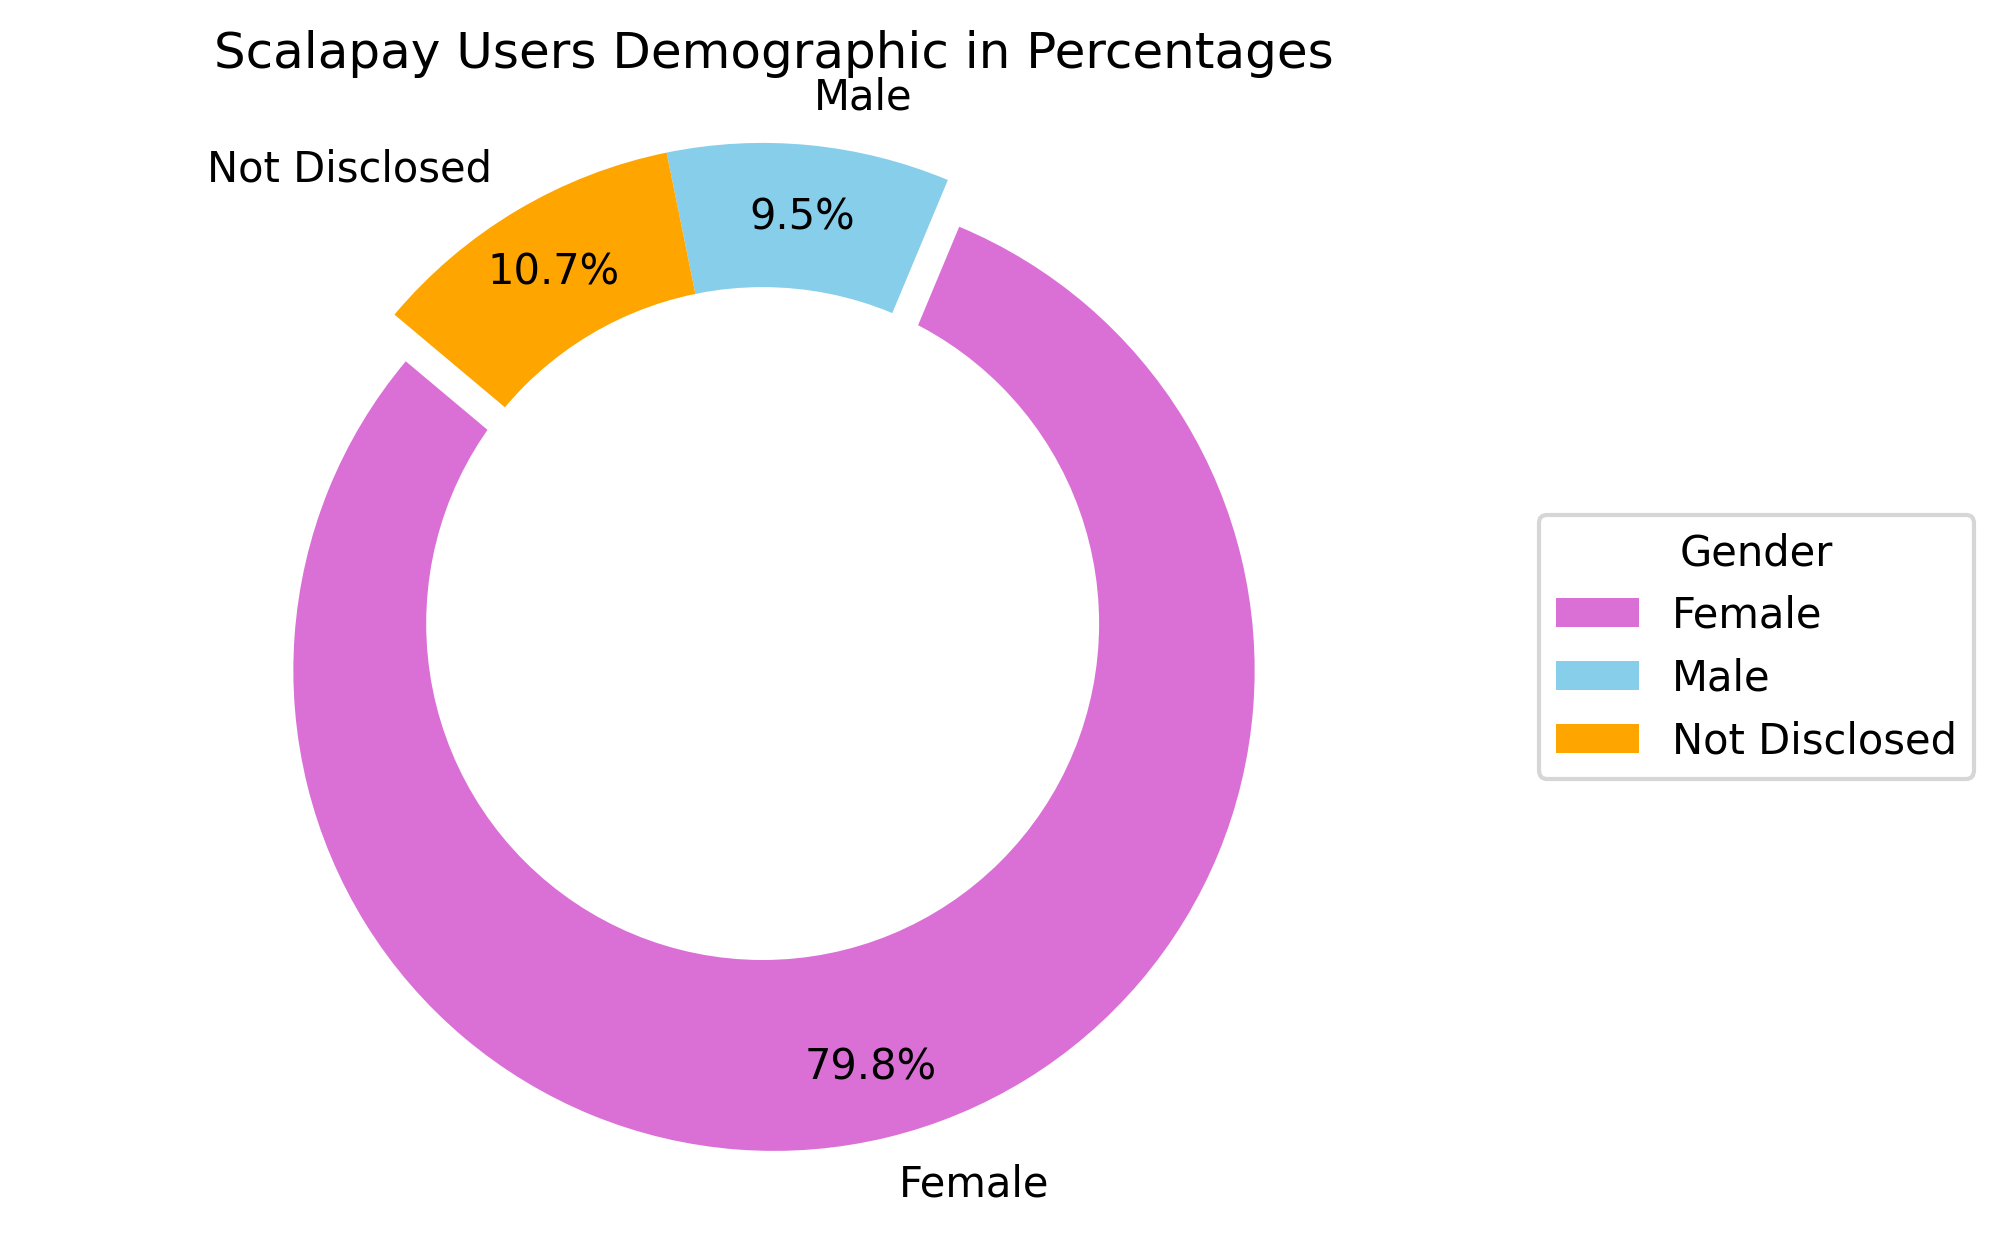 Scalapay Users Demographic in Percentages
Male
Not Disclosed
9.5%
10.7%
79.8%
Female
Gender
Female
Male
Not Disclosed